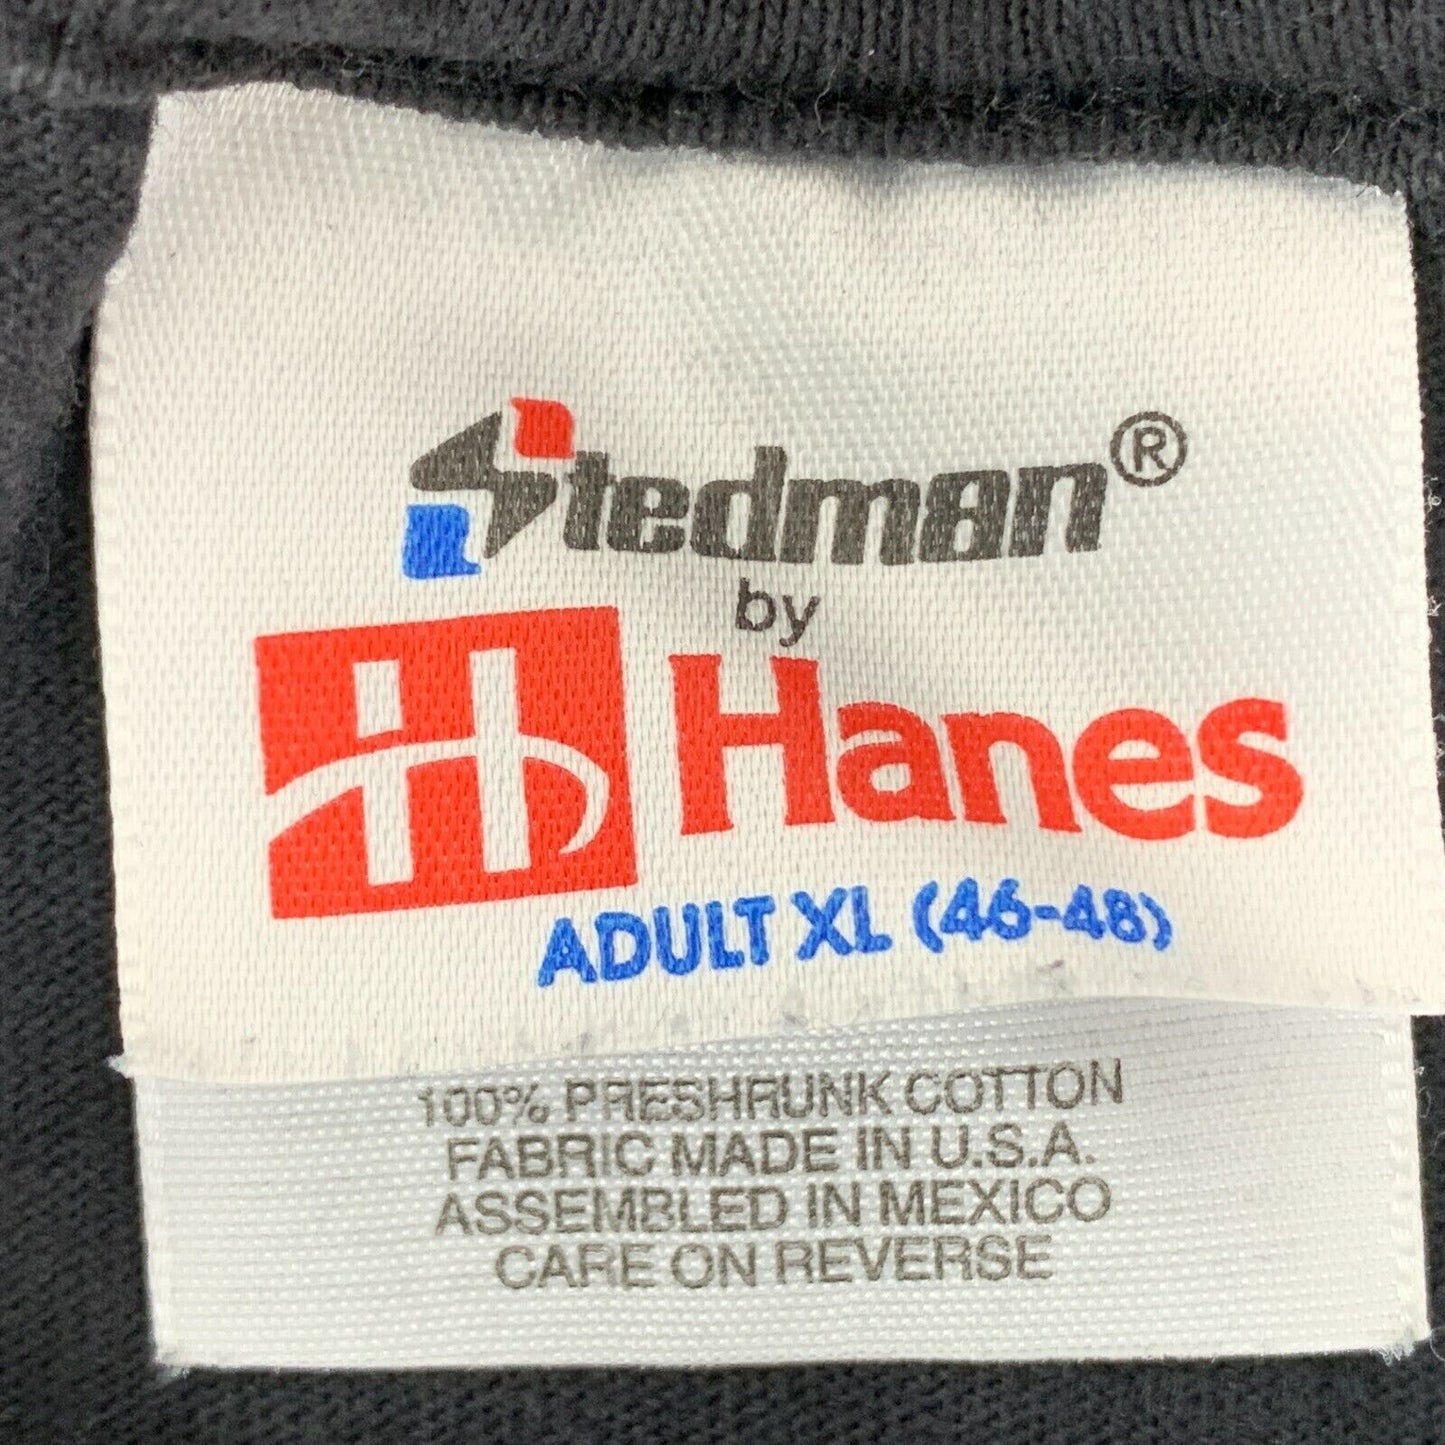 Stedman®
by
Hanes
ADULT XL (46-48)
100% PRESHRUNK COTTON
FABRIC MADE IN U.S.A.
ASSEMBLED IN MEXICO
CARE ON REVERSE